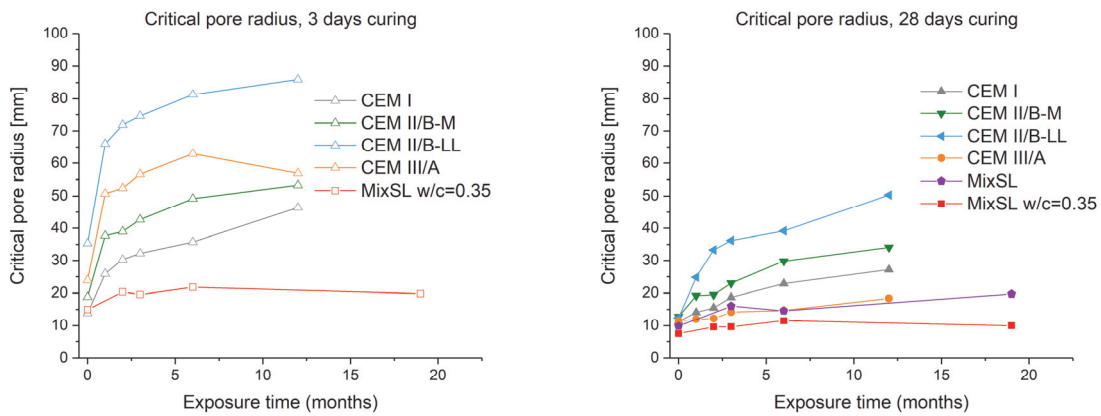 Critical pore radius, 3 days curing
100
90
80
70
60
50
40
30
20
10
0
Critical pore radius [mm]
CEM I
CEM II/B-M
CEM II/B-LL
CEM III/A
MixSL w/c=0.35
0 5 10 15 20
Exposure time (months)
Critical pore radius, 28 days curing
100
90
80
70
60
50
40
30
20
10
0
Critical pore radius [mm]
CEM I
CEM II/B-M
CEM II/B-LL
CEM III/A
MixSL
MixSL w/c=0.35
0 5 10 15 20
Exposure time (months)